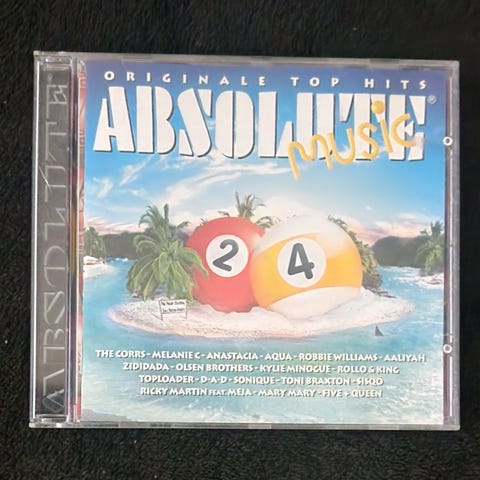 ORIGINALE TOP HITS
ABSOLUTE®
music
2 4
THE CORRS - MELANIE C - ANASTACIA - AQUA - ROBBIE WILLIAMS - AALIYAH
ZIDIDADA - OLSEN BROTHERS - KYLIE MINOGUE - ROLLO & KING
TOPLOADER - D-A-D - SONIQUE - TONI BRAXTON - SISQO
RICKY MARTIN FEAT. MEJA - MARY MARY - FIVE + QUEEN
ABSOLUTE